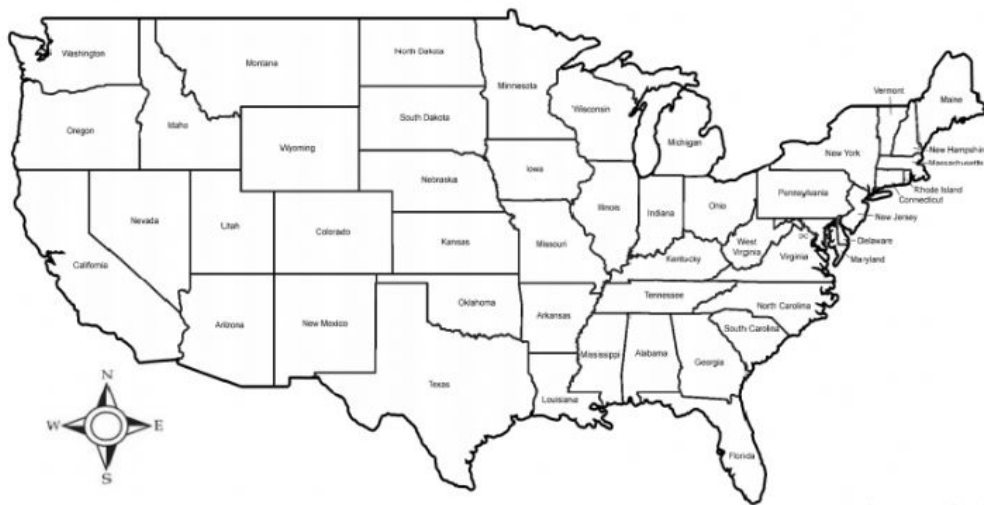 Washington
Montana
North Dakota
Minnesota
Vermont
Maine
Oregon
Idaho
South Dakota
Wisconsin
Michigan
New York
New Hampshire
Massachusetts
Rhode Island
Connecticut
Wyoming
Nebraska
Iowa
Illinois
Indiana
Ohio
Pennsylvania
New Jersey
Nevada
Utah
Colorado
Kansas
Missouri
Kentucky
West
Virginia
Virginia
DC
Delaware
Maryland
California
Arizona
New Mexico
Oklahoma
Arkansas
Tennessee
North Carolina
South Carolina
Texas
Louisiana
Mississippi
Alabama
Georgia
Florida
N
W
E
S